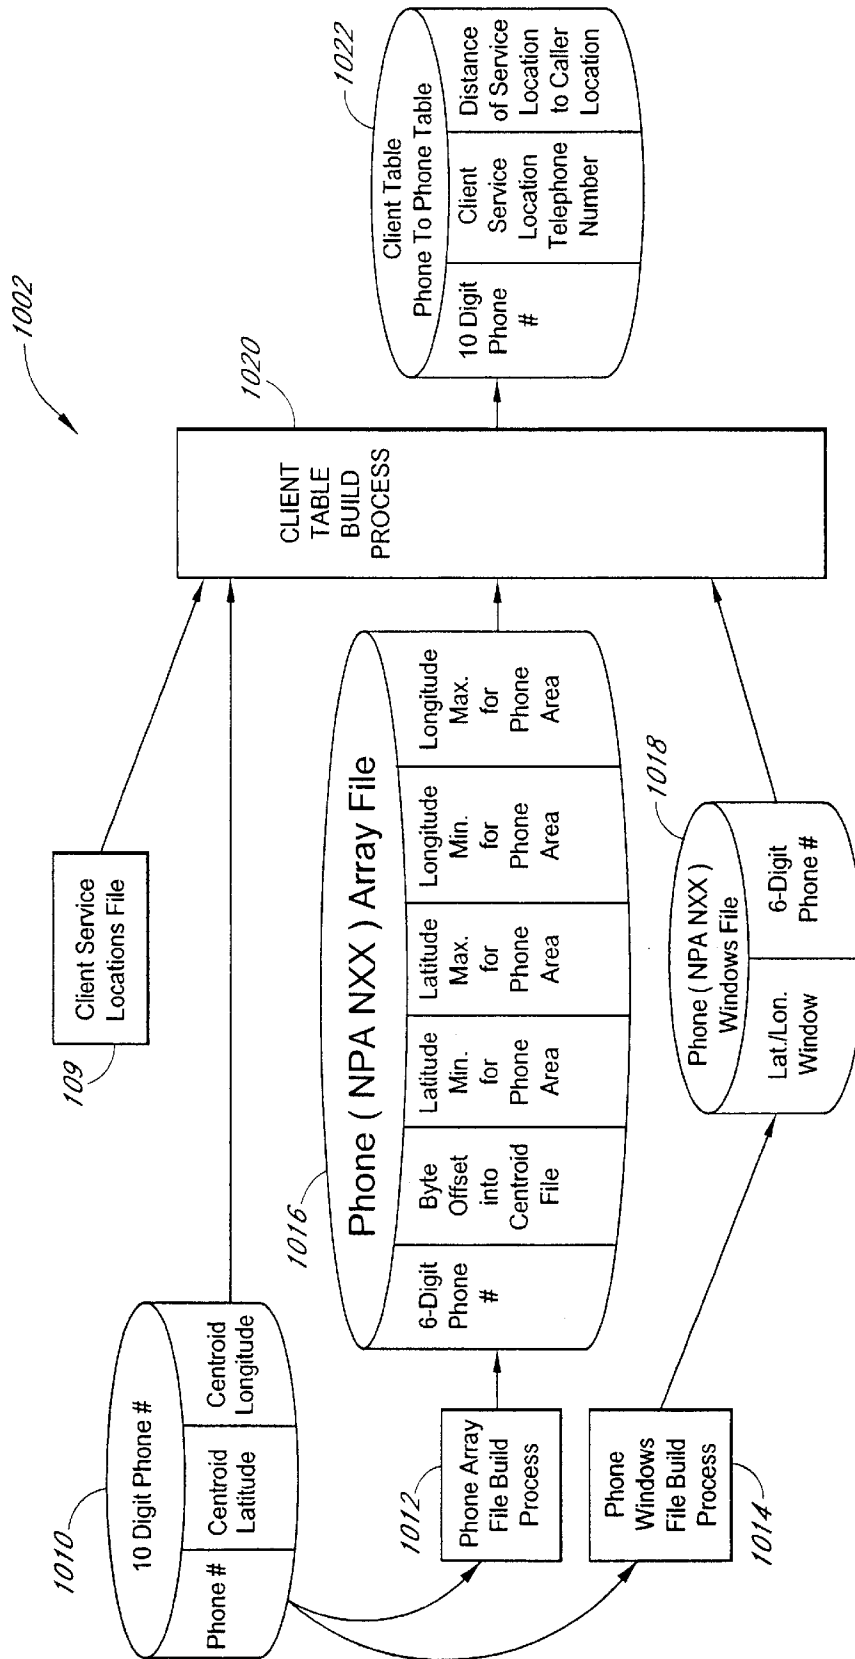 1002
1010
10 Digit Phone #
Phone #
Centroid
Latitude
Centroid
Longitude
109
Client Service
Locations File
1012
Phone Array
File Build
Process
1014
Phone
Windows
File Build
Process
1016
Phone ( NPA NXX ) Array File
6-Digit
Phone
#
Byte
Offset
into
Centroid
File
Latitude
Min.
for
Phone
Area
Latitude
Max.
for
Phone
Area
Longitude
Min.
for
Phone
Area
Longitude
Max.
for
Phone
Area
1018
Phone ( NPA NXX )
Windows File
Lat./Lon.
Window
6-Digit
Phone #
1020
CLIENT
TABLE
BUILD
PROCESS
1022
Client Table
Phone To Phone Table
10 Digit
Phone
#
Client
Service
Location
Telephone
Number
Distance
of Service
Location
to Caller
Location